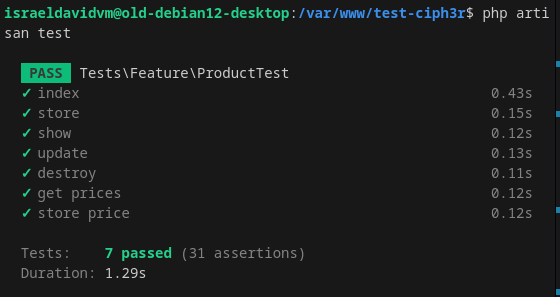 israeldavidvm@old-debian12-desktop:/var/www/test-ciph3r$ php arti
san test
PASS Tests\Feature\ProductTest
✓ index 0.43s
✓ store 0.15s
✓ show 0.12s
✓ update 0.13s
✓ destroy 0.11s
✓ get prices 0.12s
✓ store price 0.12s
Tests: 7 passed (31 assertions)
Duration: 1.29s